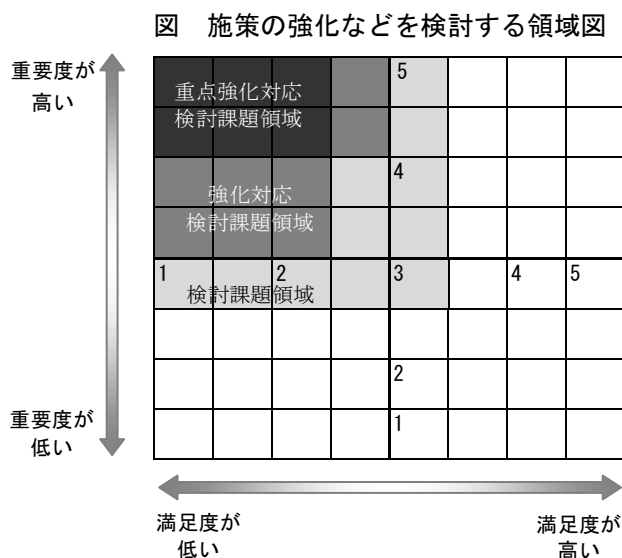 図 施策の強化などを検討する領域図
重要度が
高い
5
重点強化対応
検討課題領域
4
強化対応
検討課題領域
1 2 3 4 5
検討課題領域
2
重要度が
低い
1
満足度が
低い
満足度が
高い